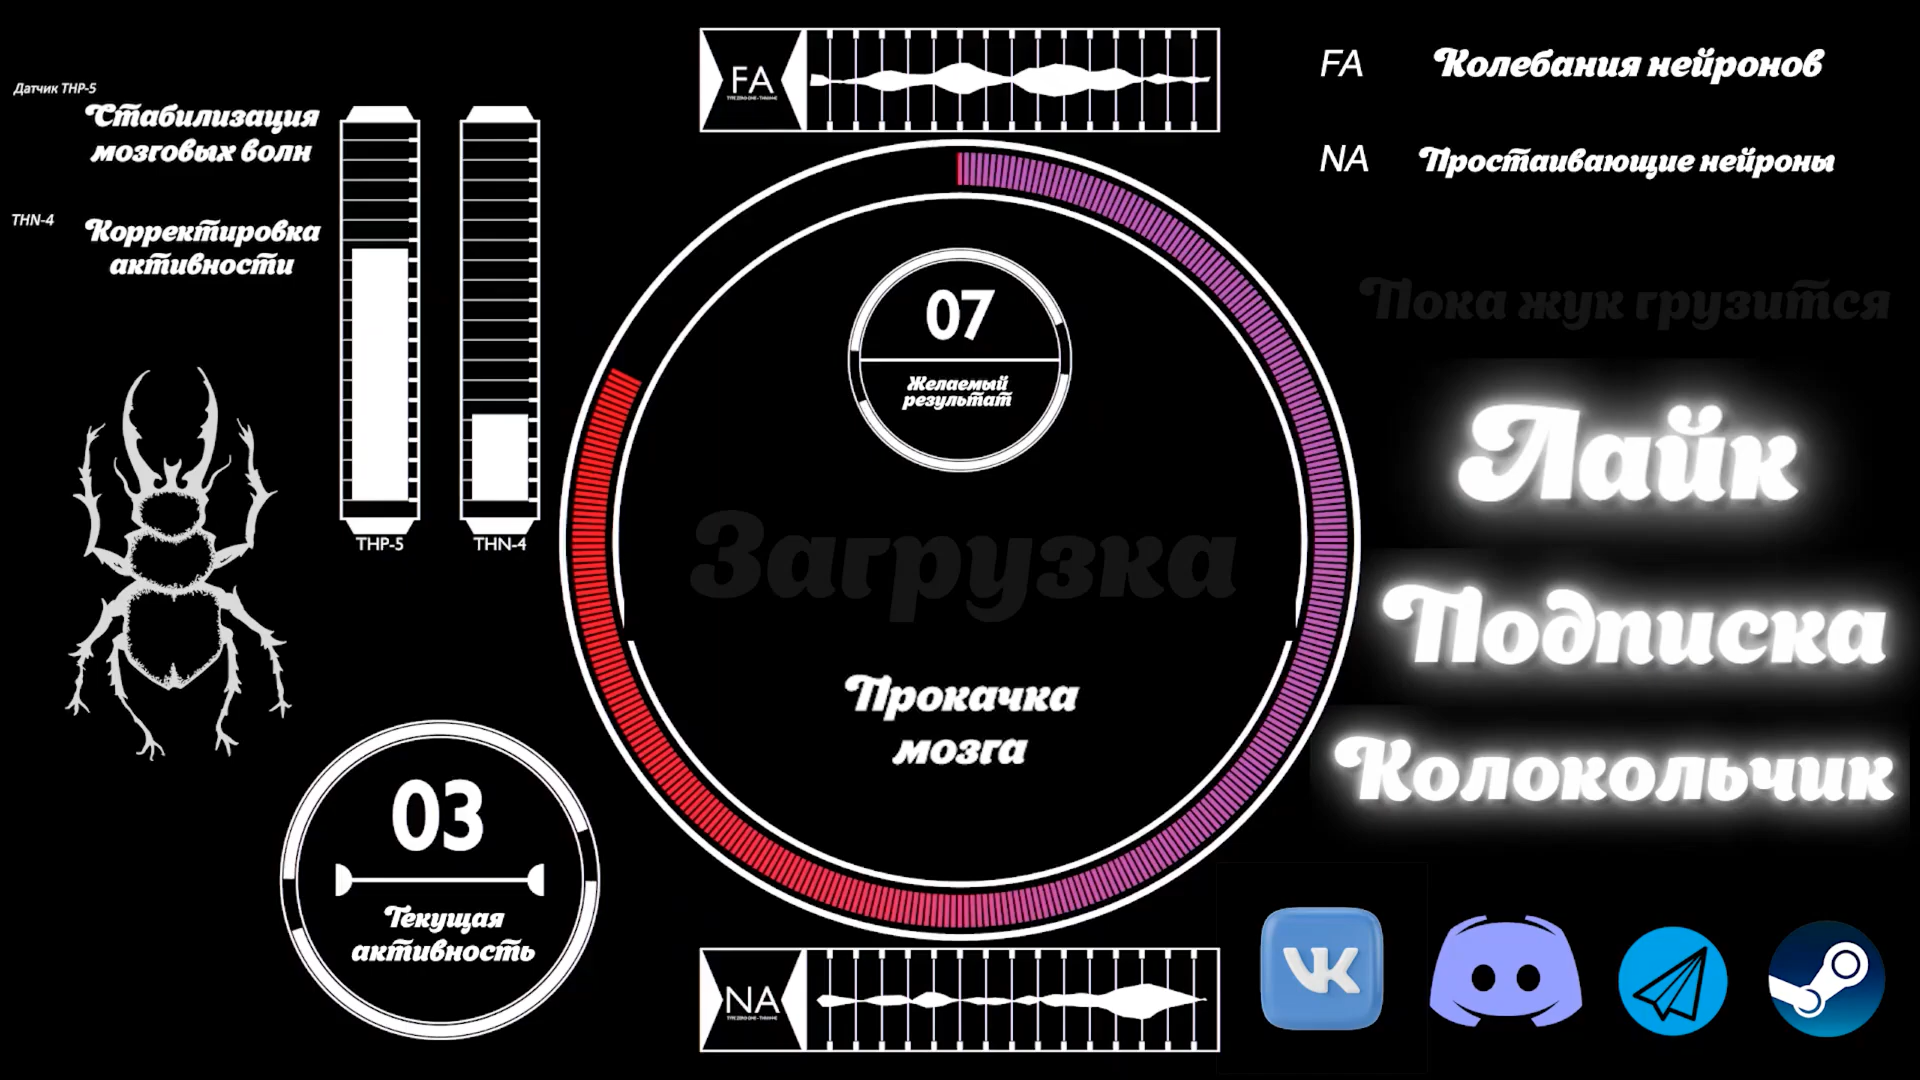 Датчик THP-5
Стабилизация
мозговых волн
THN-4
Корректировка
активности
THP-5
THN-4
03
Текущая
активность
FA
07
Желаемый
результат
Загрузка
Прокачка
мозга
NA
FA
Колебания нейронов
NA
Простаивающие нейроны
Пока жук грузится
Лайк
Подписка
Колокольчик
VK